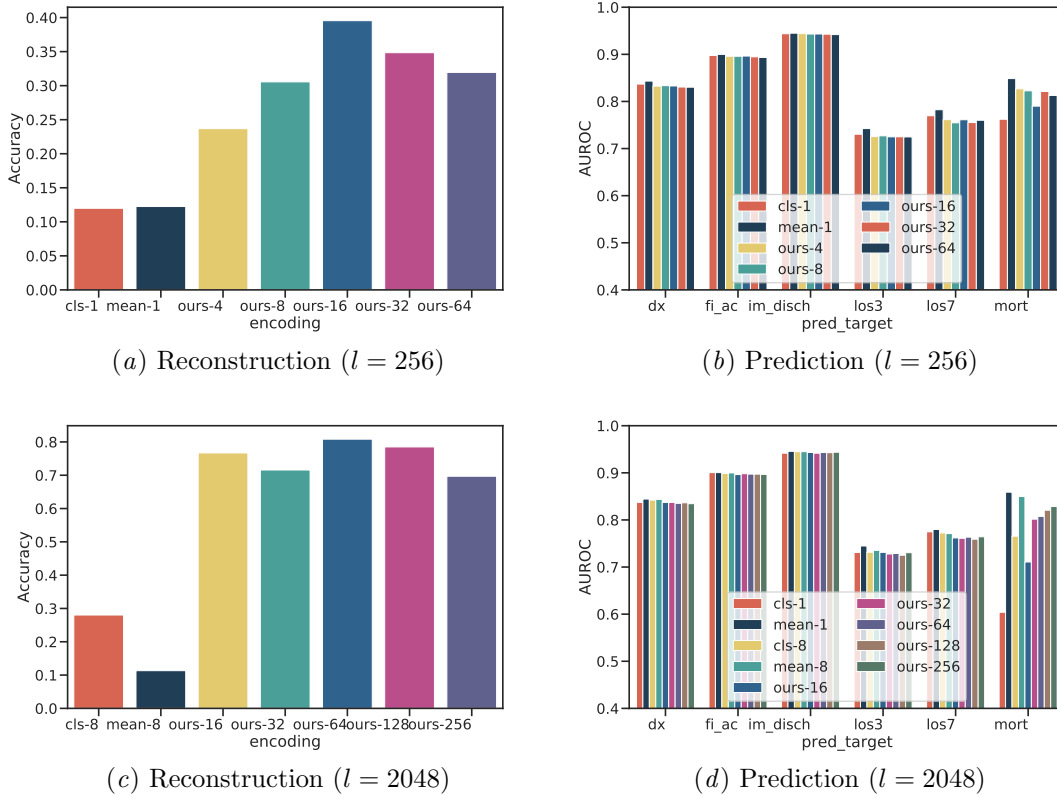 0.40
0.35
0.30
0.25
0.20
0.15
0.10
0.05
0.00
Accuracy
cls-1 mean-1 ours-4 ours-8 ours-16 ours-32 ours-64
encoding
(a) Reconstruction (l = 256)
1.0
0.9
0.8
0.7
0.6
0.5
0.4
AUROC
cls-1
mean-1
ours-4
ours-8
ours-16
ours-32
ours-64
dx fi_ac im_disch los3 los7 mort
pred_target
(b) Prediction (l = 256)
0.8
0.7
0.6
0.5
0.4
0.3
0.2
0.1
0.0
Accuracy
cls-8 mean-8 ours-16 ours-32 ours-64 ours-128 ours-256
encoding
(c) Reconstruction (l = 2048)
1.0
0.9
0.8
0.7
0.6
0.5
0.4
AUROC
cls-1
mean-1
cls-8
mean-8
ours-16
ours-32
ours-64
ours-128
ours-256
dx fi_ac im_disch los3 los7 mort
pred_target
(d) Prediction (l = 2048)